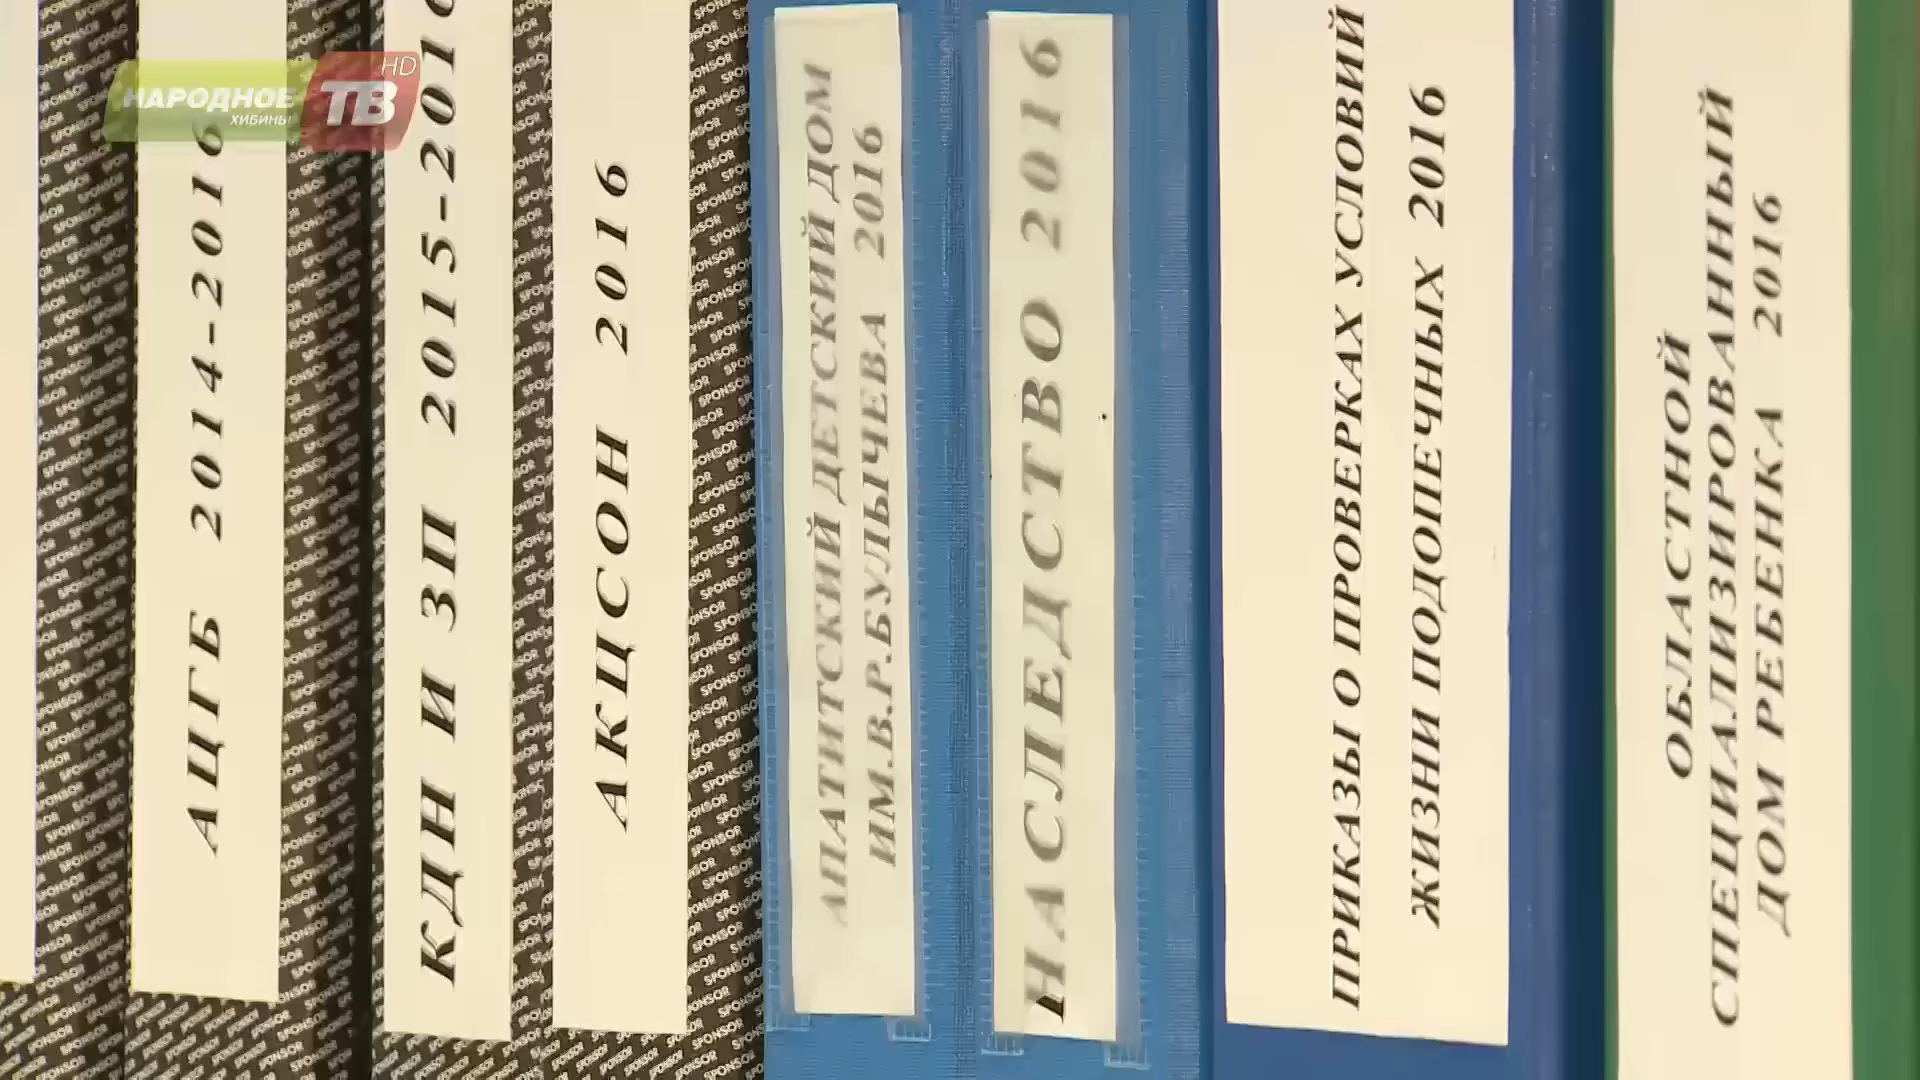 НАРОДНОЕ ТВ HD
ХИБИНЫ
АЦГБ 2014-2016
КДН И ЗП 2015-2016
АКЦСОН 2016
АПАТИТСКИЙ ДЕТСКИЙ ДОМ
ИМ.В.Р.БУЛЫЧЕВА 2016
НАСЛЕДСТВО 2016
ПРИКАЗЫ О ПРОВЕРКАХ УСЛОВИЙ
ЖИЗНИ ПОДОПЕЧНЫХ 2016
ОБЛАСТНОЙ
СПЕЦИАЛИЗИРОВАННЫЙ
ДОМ РЕБЕНКА 2016
SPONSOR